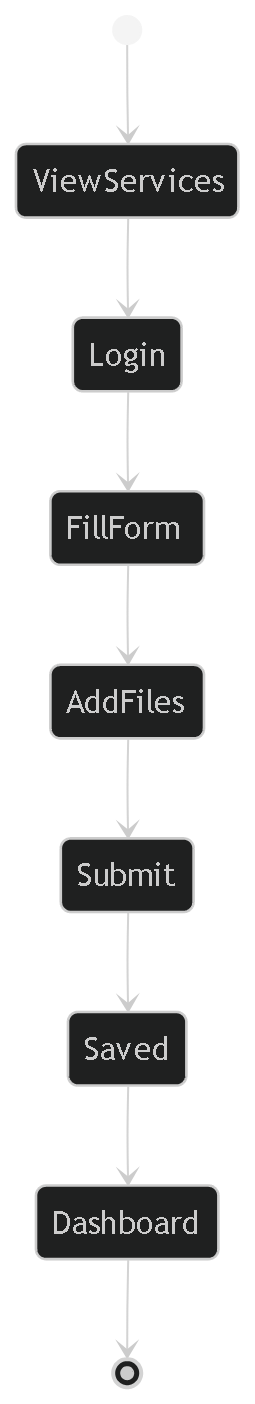 ViewServices
Login
FillForm
AddFiles
Submit
Saved
Dashboard